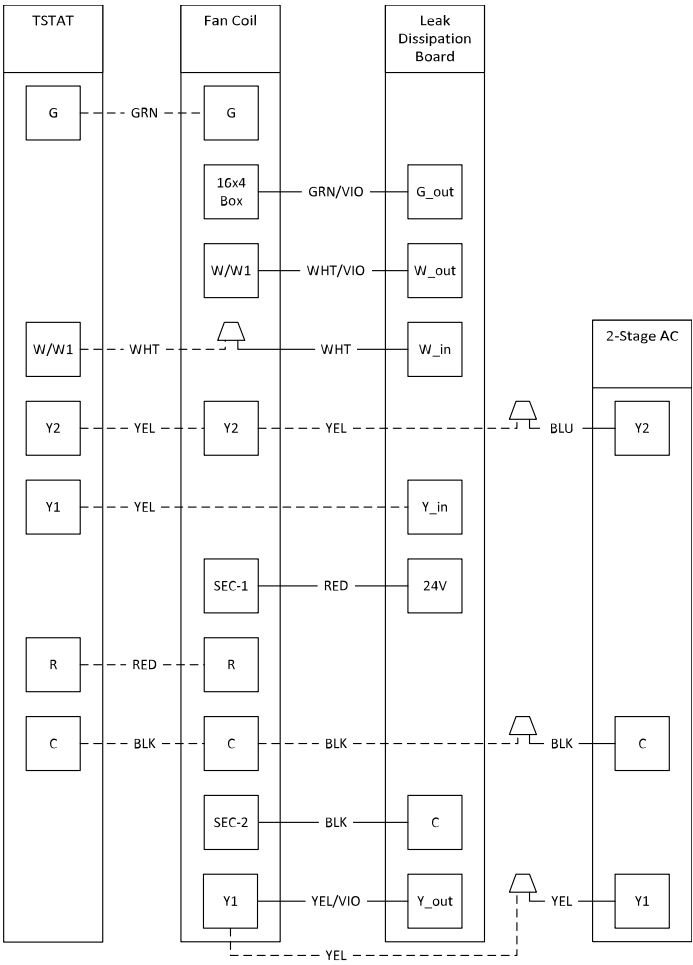 TSTAT
Fan Coil
Leak
Dissipation
Board
G
GRN
G
16x4
Box
GRN/VIO
G_out
W/W1
WHT/VIO
W_out
2-Stage AC
W/W1
WHT
WHT
W_in
Y2
YEL
Y2
YEL
BLU
Y2
Y1
YEL
Y_in
SEC-1
RED
24V
R
RED
R
C
BLK
C
BLK
BLK
C
SEC-2
BLK
C
Y1
YEL/VIO
Y_out
YEL
Y1
YEL